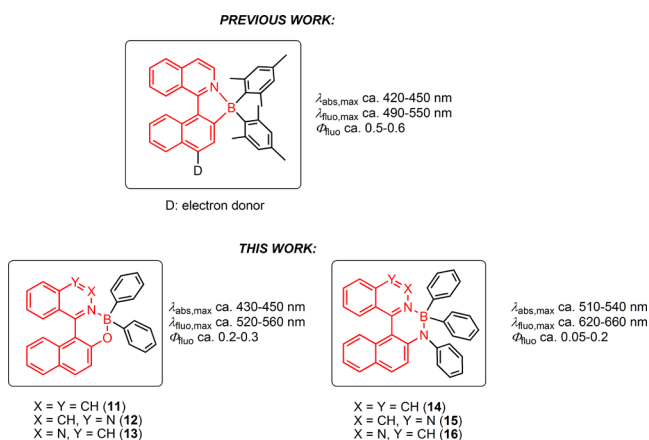 PREVIOUS WORK:
N
B
D
λabs,max ca. 420-450 nm
λfluo,max ca. 490-550 nm
Φfluo ca. 0.5-0.6
D: electron donor
THIS WORK:
Y
X
N
B
O
λabs,max ca. 430-450 nm
λfluo,max ca. 520-560 nm
Φfluo ca. 0.2-0.3
Y
X
N
B
N
λabs,max ca. 510-540 nm
λfluo,max ca. 620-660 nm
Φfluo ca. 0.05-0.2
X = Y = CH (11)
X = CH, Y = N (12)
X = N, Y = CH (13)
X = Y = CH (14)
X = CH, Y = N (15)
X = N, Y = CH (16)